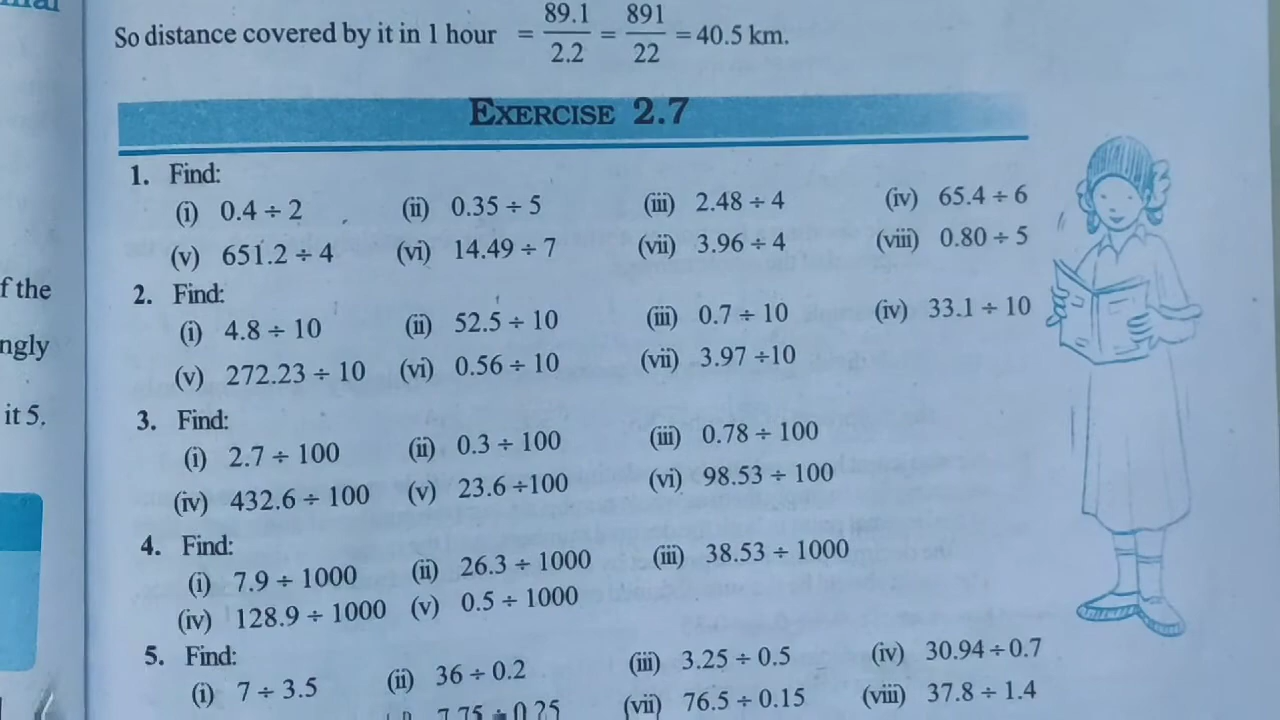 So distance covered by it in 1 hour = 89.1/2.2 = 891/22 = 40.5 km.
EXERCISE 2.7
1. Find:
(i) 0.4 ÷ 2 (ii) 0.35 ÷ 5 (iii) 2.48 ÷ 4 (iv) 65.4 ÷ 6
(v) 651.2 ÷ 4 (vi) 14.49 ÷ 7 (vii) 3.96 ÷ 4 (viii) 0.80 ÷ 5
2. Find:
(i) 4.8 ÷ 10 (ii) 52.5 ÷ 10 (iii) 0.7 ÷ 10 (iv) 33.1 ÷ 10
(v) 272.23 ÷ 10 (vi) 0.56 ÷ 10 (vii) 3.97 ÷10
3. Find:
(i) 2.7 ÷ 100 (ii) 0.3 ÷ 100 (iii) 0.78 ÷ 100
(iv) 432.6 ÷ 100 (v) 23.6 ÷100 (vi) 98.53 ÷ 100
4. Find:
(i) 7.9 ÷ 1000 (ii) 26.3 ÷ 1000 (iii) 38.53 ÷ 1000
(iv) 128.9 ÷ 1000 (v) 0.5 ÷ 1000
5. Find:
(i) 7 ÷ 3.5 (ii) 36 ÷ 0.2 (iii) 3.25 ÷ 0.5 (iv) 30.94 ÷ 0.7
7.75 ÷ 0.25 (vii) 76.5 ÷ 0.15 (viii) 37.8 ÷ 1.4
f the
ngly
it 5.